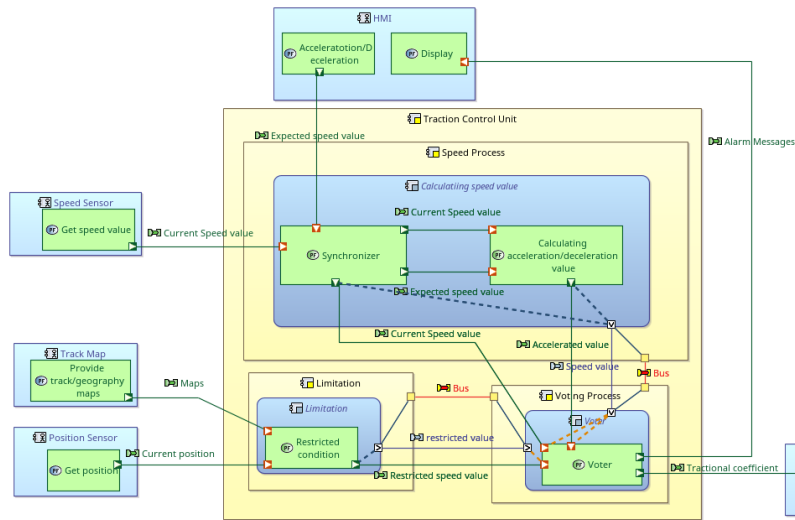 HMI
Acceleratotion/D
eceleration
Display
Traction Control Unit
Expected speed value
Alarm Messages
Speed Process
Calculatiing speed value
Speed Sensor
Get speed value
Current Speed value
Current Speed value
Synchronizer
Calculating
acceleration/deceleration
value
Expected speed value
Current Speed value
Accelerated value
Track Map
Provide
track/geography
maps
Maps
Speed value
Bus
Limitation
Bus
Voting Process
Limitation
Voter
Position Sensor
Get position
Current position
Restricted
condition
restricted value
Voter
Restricted speed value
Tractional coefficient